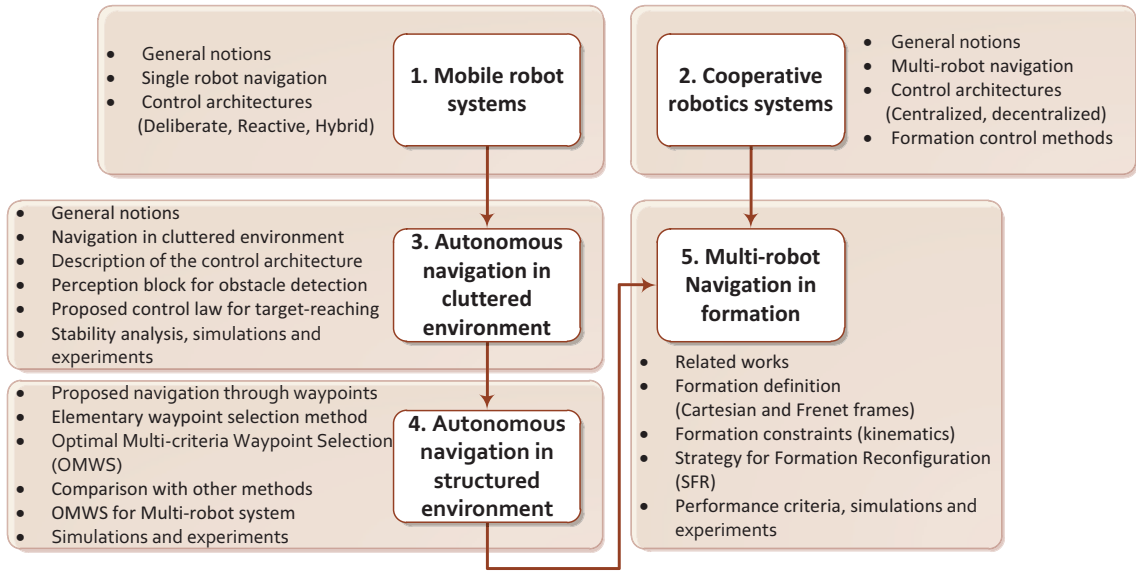 • General notions
• Single robot navigation
• Control architectures
(Deliberate, Reactive, Hybrid)
1. Mobile robot
systems
2. Cooperative
robotics systems
• General notions
• Multi-robot navigation
• Control architectures
(Centralized, decentralized)
• Formation control methods
• General notions
• Navigation in cluttered environment
• Description of the control architecture
• Perception block for obstacle detection
• Proposed control law for target-reaching
• Stability analysis, simulations and
experiments
3. Autonomous
navigation in
cluttered
environment
• Proposed navigation through waypoints
• Elementary waypoint selection method
• Optimal Multi-criteria Waypoint Selection
(OMWS)
• Comparison with other methods
• OMWS for Multi-robot system
• Simulations and experiments
4. Autonomous
navigation in
structured
environment
5. Multi-robot
Navigation in
formation
• Related works
• Formation definition
(Cartesian and Frenet frames)
• Formation constraints (kinematics)
• Strategy for Formation Reconfiguration
(SFR)
• Performance criteria, simulations and
experiments